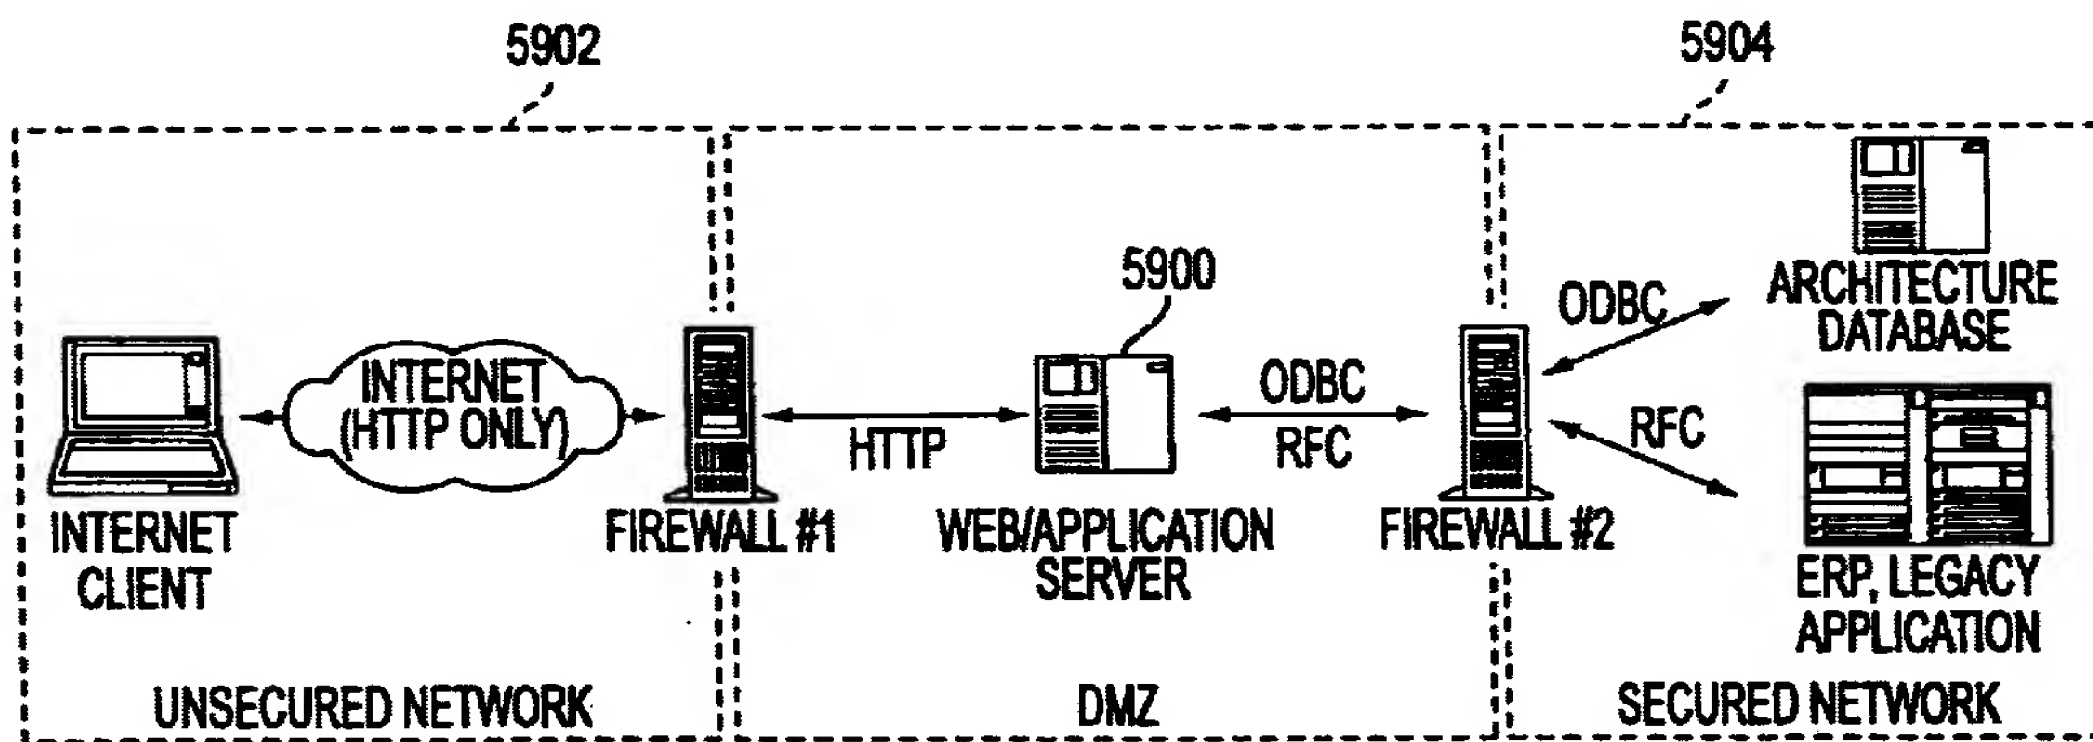 5902
5904
5900
INTERNET
(HTTP ONLY)
INTERNET
CLIENT
FIREWALL #1
HTTP
WEB/APPLICATION
SERVER
ODBC
RFC
FIREWALL #2
ODBC
RFC
ARCHITECTURE
DATABASE
ERP, LEGACY
APPLICATION
UNSECURED NETWORK
DMZ
SECURED NETWORK